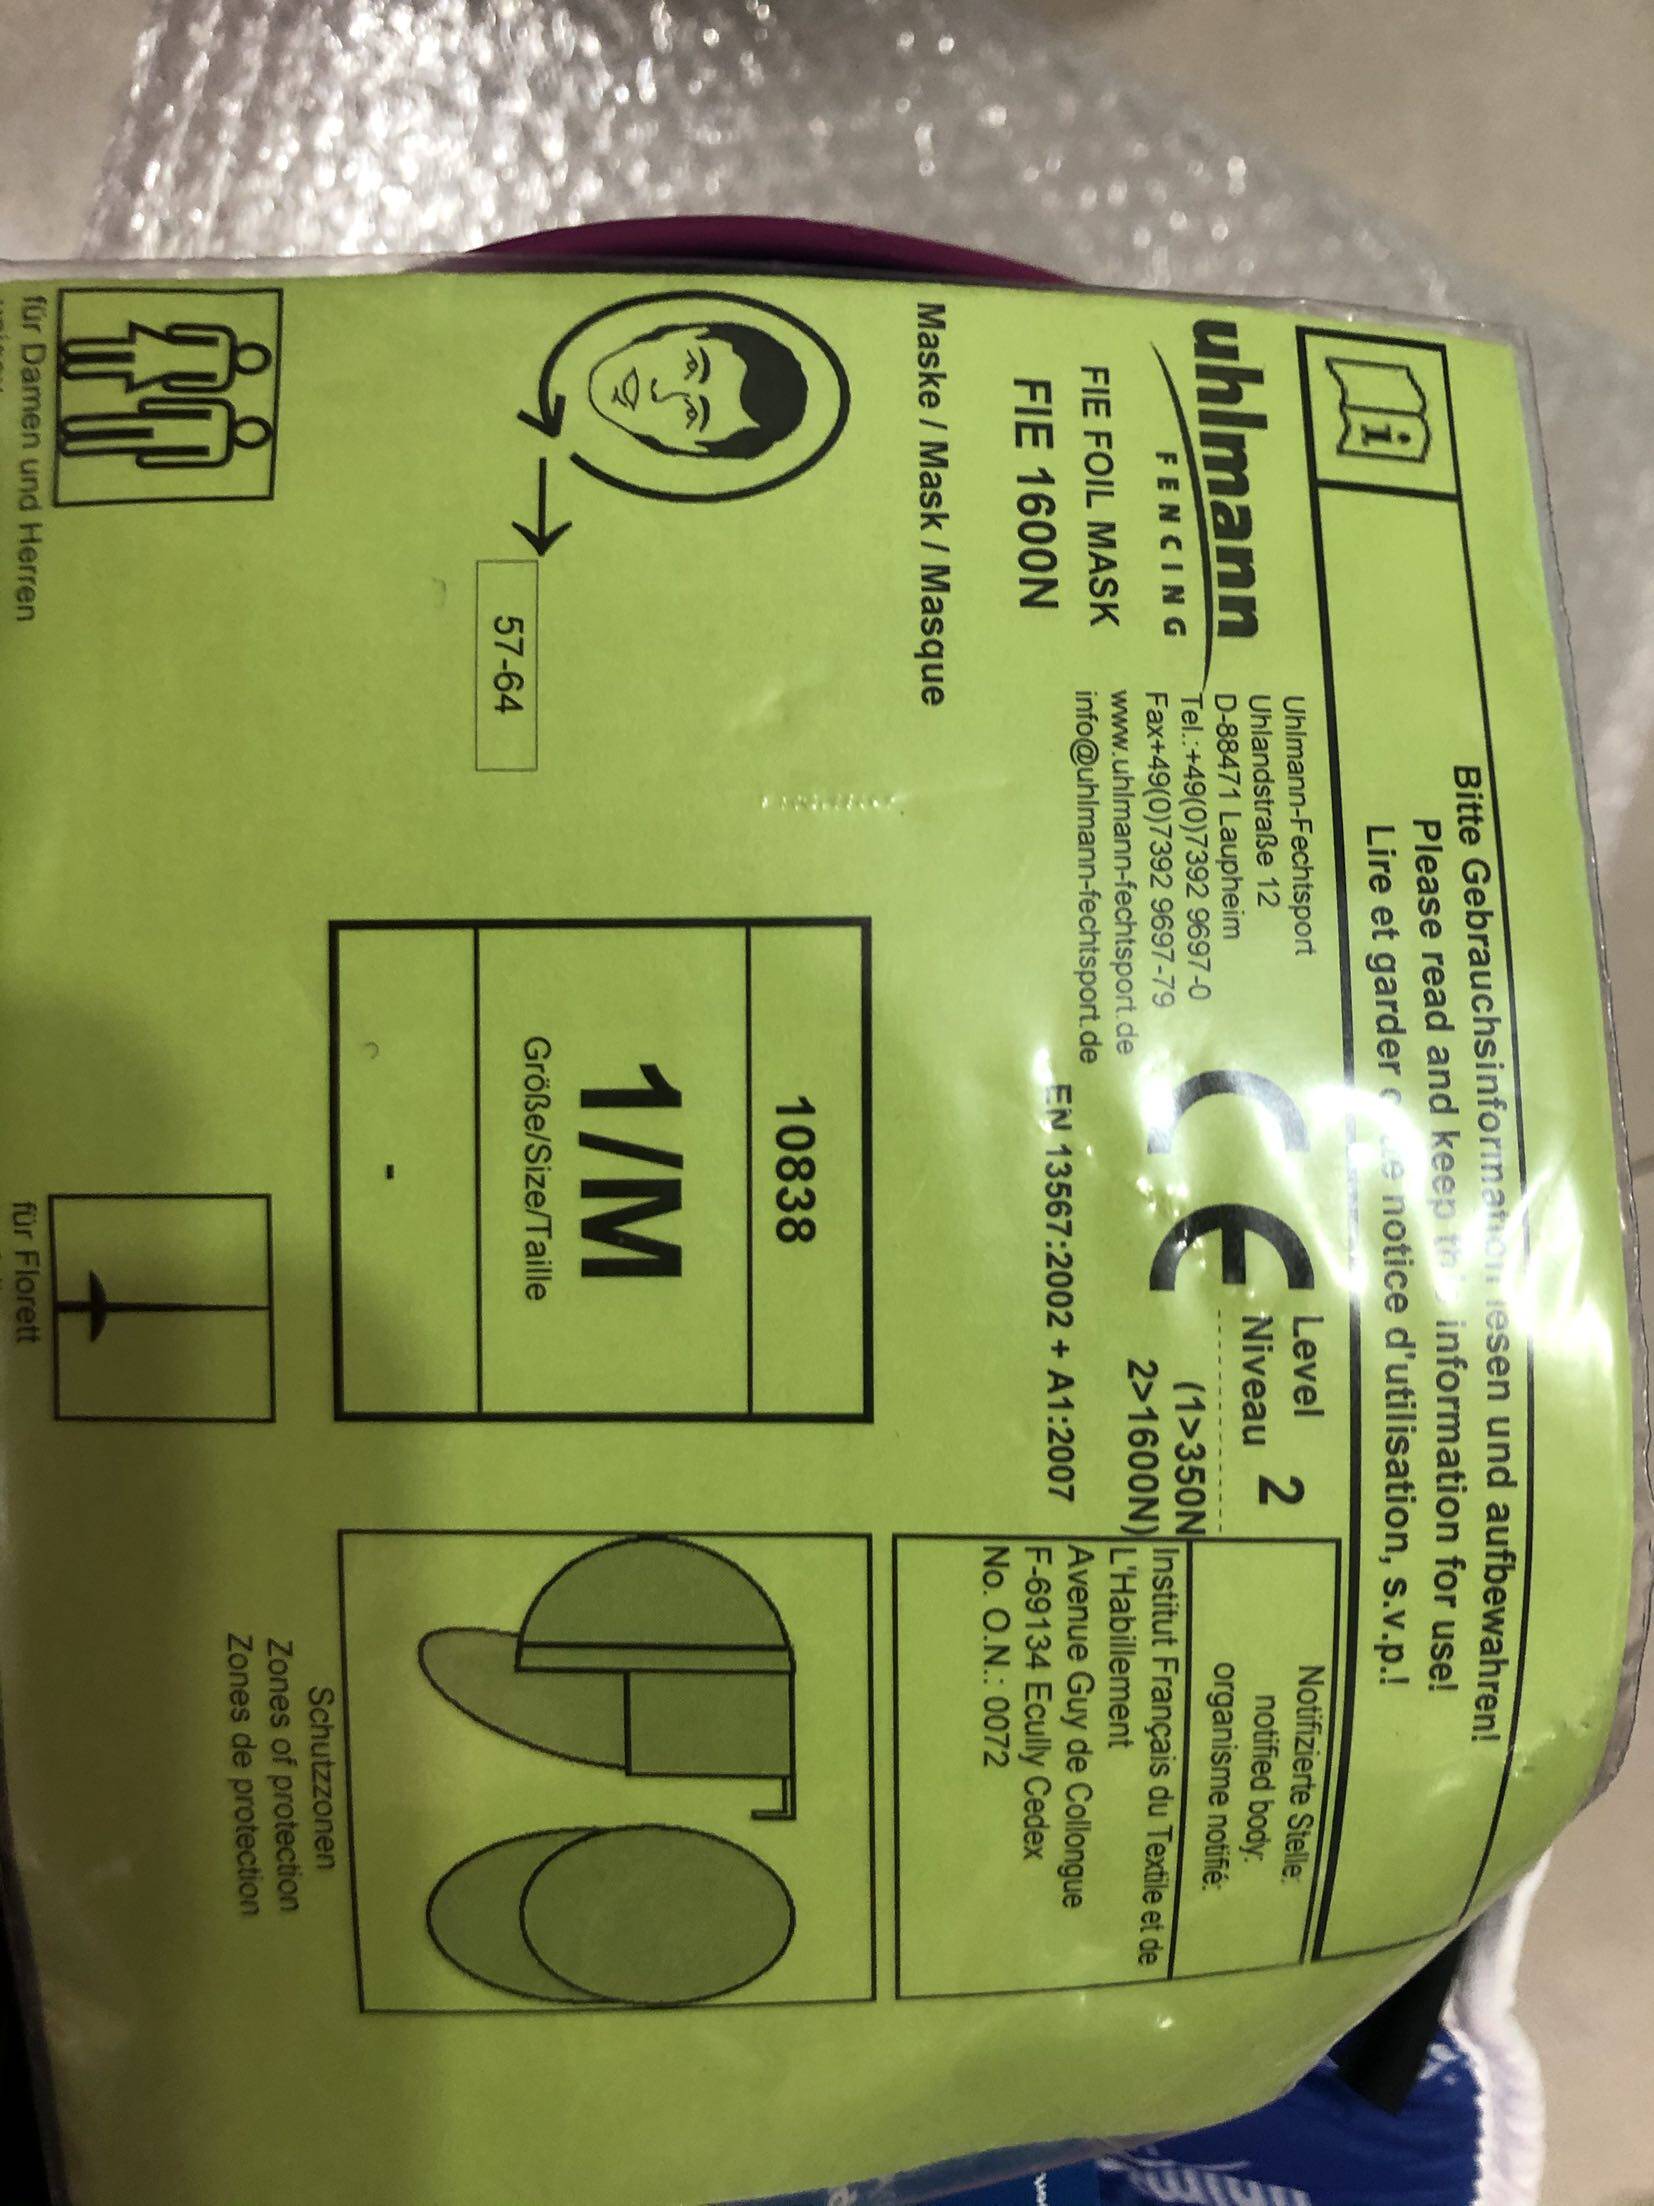 Bitte Gebrauchsinformation lesen und aufbewahren!
Please read and keep this information for use!
Lire et garder notice d'utilisation, s.v.p.!
i
uhlmann
FENCING
FIE FOIL MASK
FIE 1600N
Uhlmann-Fechtsport
Uhlandstraße 12
D-88471 Laupheim
Tel.:+49(0)7392 9697-0
Fax+49(0)7392 9697-79
www.uhlmann-fechtsport.de
info@uhlmann-fechtsport.de
CE
Level 2
Niveau
(1>350N
2>1600N)
EN 13567:2002 + A1:2007
Notifizierte Stelle:
notified body:
organisme notifié:
Institut Français du Textile et de
L'Habillement
Avenue Guy de Collongue
F-69134 Ecully Cedex
No. O.N.: 0072
Maske / Mask / Masque
57-64
10838
1/M
Größe/Size/Taille
-
Schutzzonen
Zones of protection
Zones de protection
für Damen und Herren
für Florett